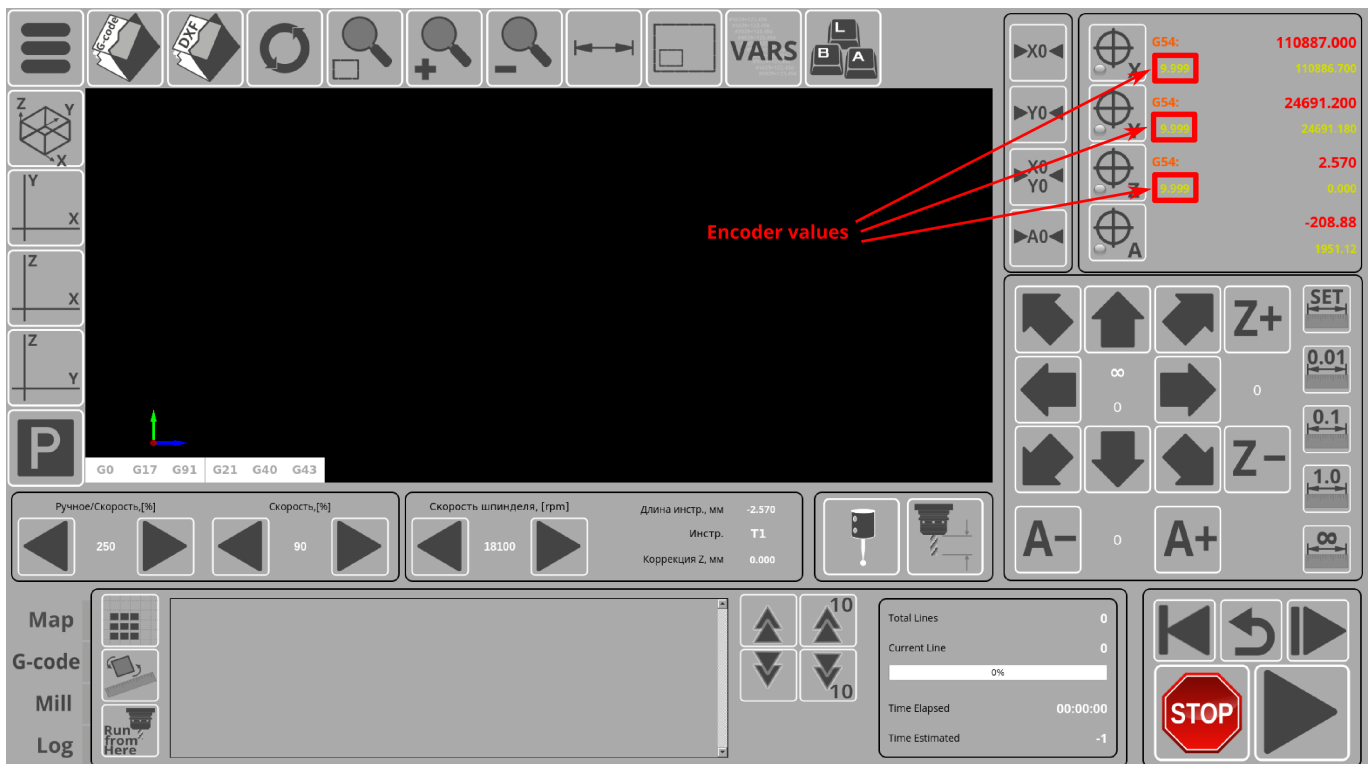 G-code
DXF
VARS
L
B
A
▶X0◀
▶Y0◀
▶X0◀
Y0
▶A0◀
X
G54:
110887.000
9.999
110886.700
Y
G54:
24691.200
9.999
24691.180
Z
G54:
2.570
9.999
0.000
A
-208.88
1951.12
Encoder values
Z
Y
X
Y
X
Z
X
Z
Y
P
G0 G17 G91 G21 G40 G43
Z+
∞
0
0
Z-
A-
0
A+
SET
0.01
0.1
1.0
∞
Ручное/Скорость,[%]
250
Скорость,[%]
90
Скорость шпинделя, [rpm]
18100
Длина инстр., мм -2.570
Инстр. T1
Коррекция Z, мм 0.000
Map
G-code
Mill
Log
Run
from
Here
10
10
Total Lines 0
Current Line 0
0%
Time Elapsed 00:00:00
Time Estimated -1
STOP